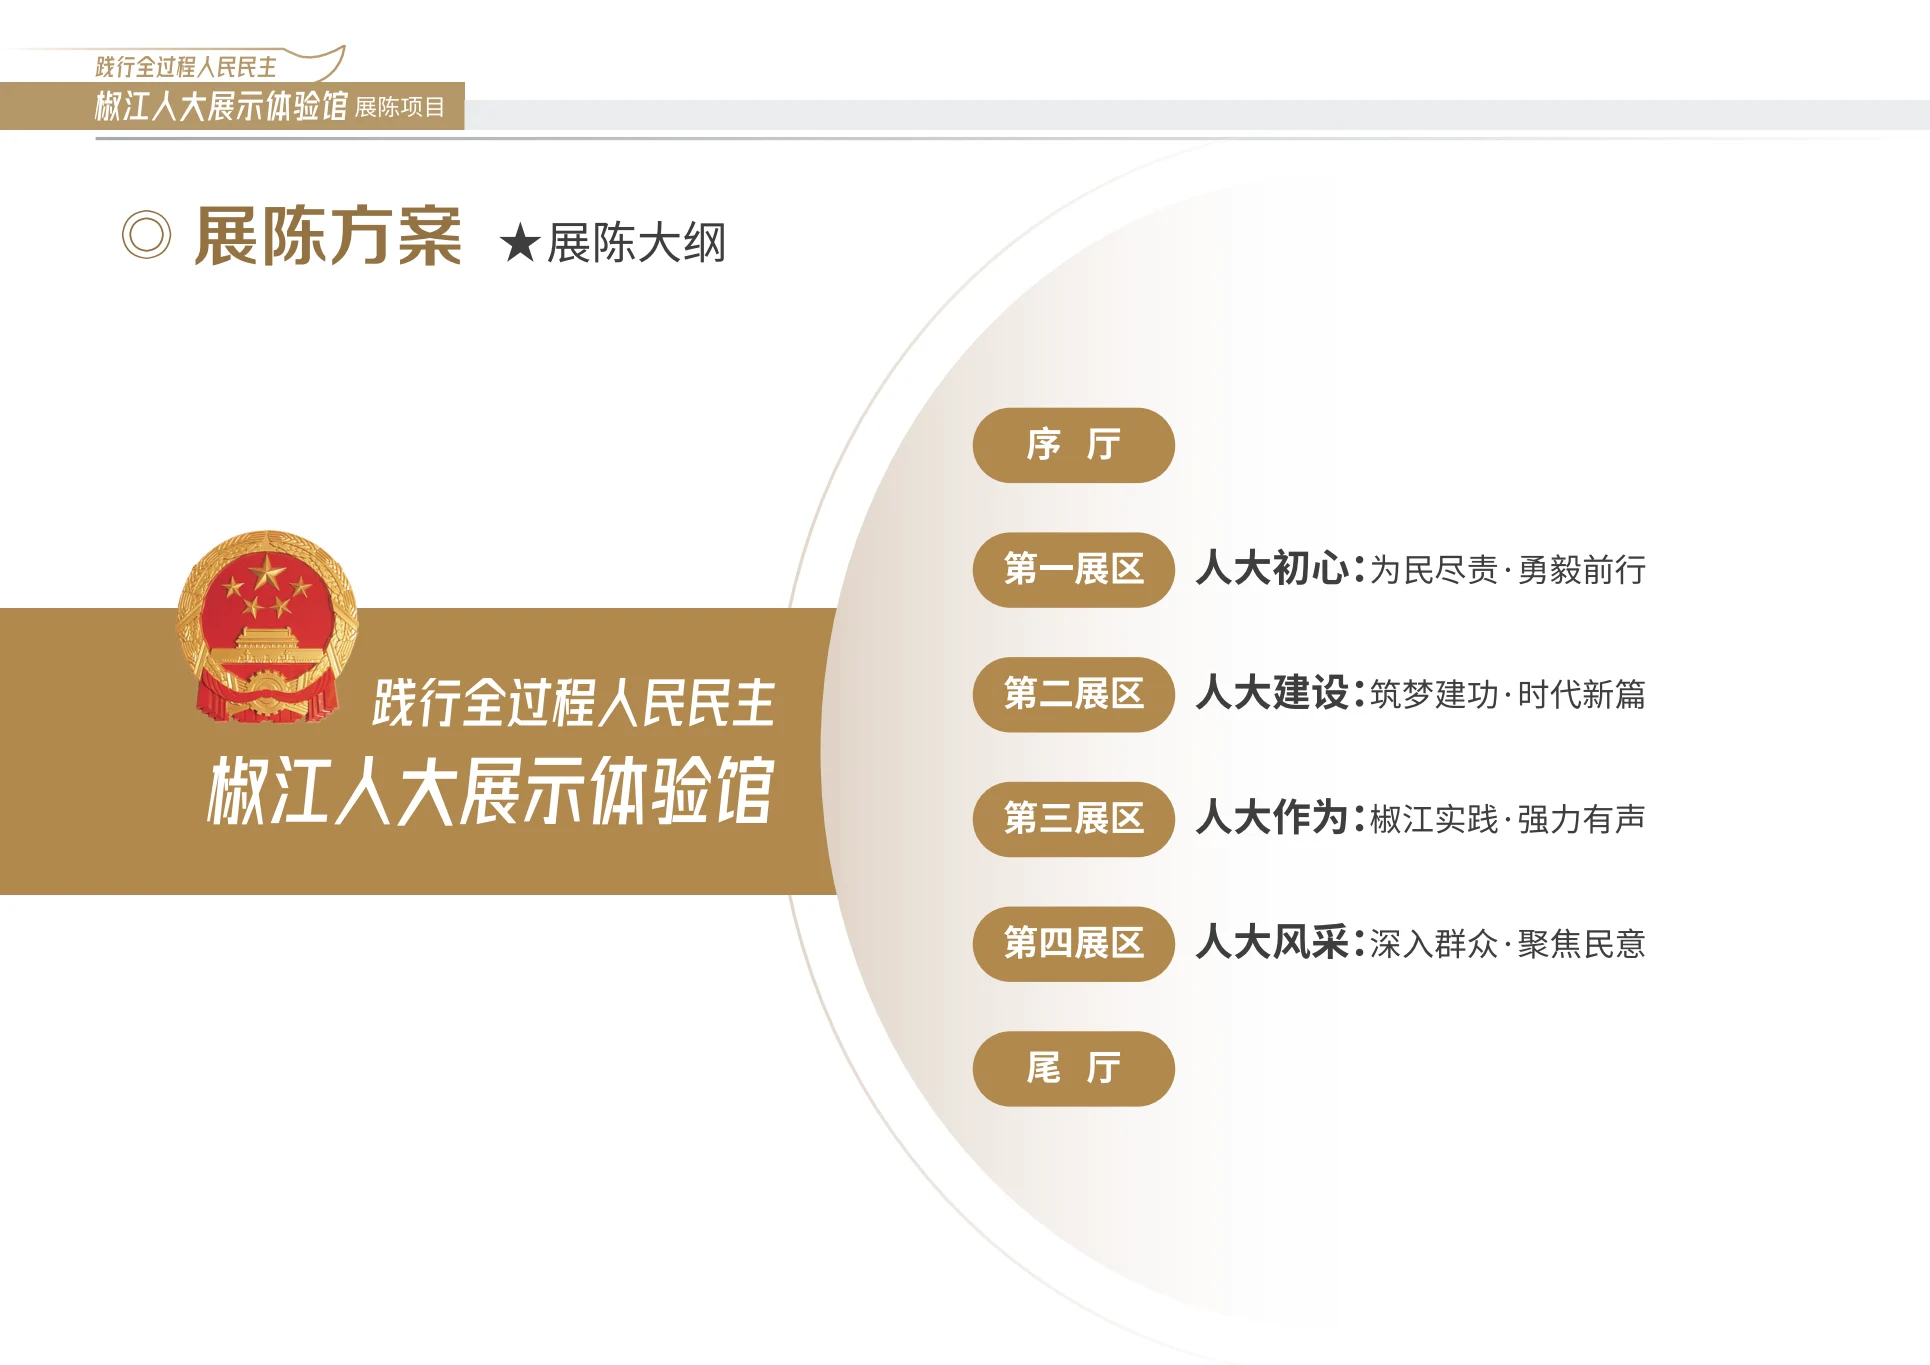 践行全过程人民民主
椒江人大展示体验馆 展陈项目
◎ 展陈方案 ★展陈大纲
践行全过程人民民主
椒江人大展示体验馆
序 厅
第一展区 人大初心：为民尽责·勇毅前行
第二展区 人大建设：筑梦建功·时代新篇
第三展区 人大作为：椒江实践·强力有声
第四展区 人大风采：深入群众·聚焦民意
尾 厅